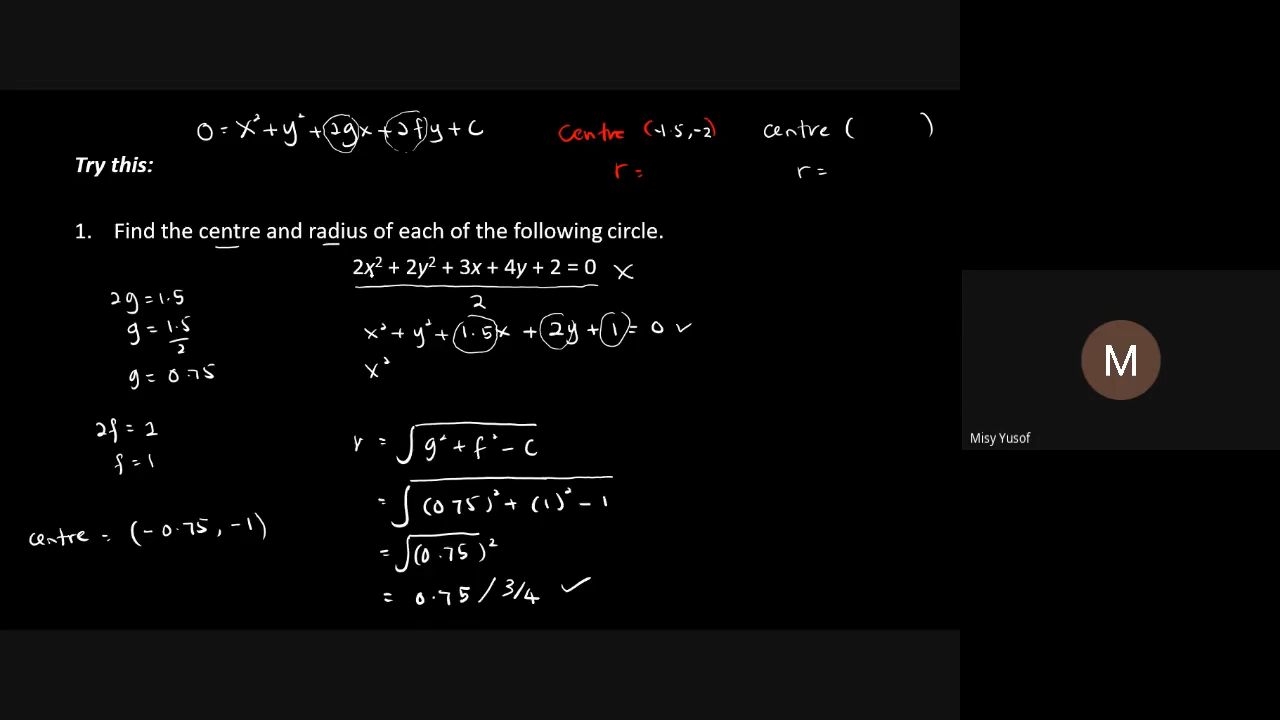 0 = x² + y² + 2gx + 2fy + c
centre (-1.5, -2)
r =
centre ( )
r =
Try this:
1. Find the centre and radius of each of the following circle.
2x² + 2y² + 3x + 4y + 2 = 0 ×
2
x² + y² + 1.5x + 2y + 1 = 0 ✓
x²
2g = 1.5
g = 1.5
2
g = 0.75
2f = 2
f = 1
centre = (-0.75, -1)
r = √g² + f² - c
= √(0.75)² + (1)² - 1
= √(0.75)²
= 0.75 / 3/4 ✓
M
Misy Yusof